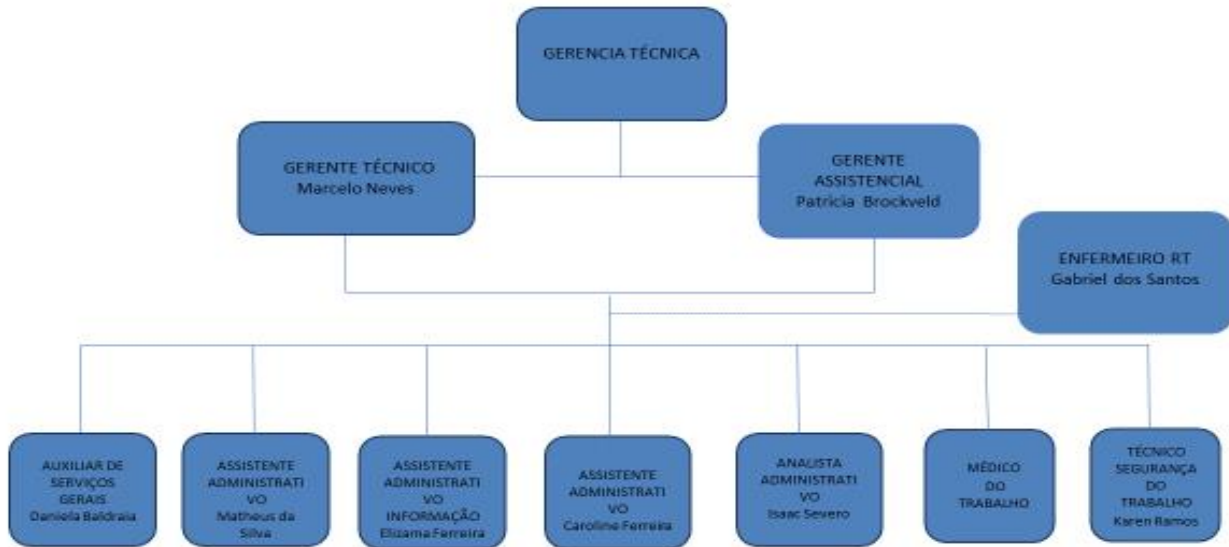 GERENCIA TÉCNICA
GERENTE TÉCNICO
Marcelo Neves
GERENTE
ASSISTENCIAL
Patricia Brockveld
ENFERMEIRO RT
Gabriel dos Santos
AUXILIAR DE
SERVIÇOS
GERAIS
Daniela Baldraia
ASSISTENTE
ADMINISTRATI
VO
Matheus da
Silva
ASSISTENTE
ADMINISTRATI
VO
INFORMAÇÃO
Elizama Ferreira
ASSISTENTE
ADMINISTRATI
VO
Caroline Ferreira
ANALISTA
ADMINISTRATI
VO
Isaac Severo
MÉDICO
DO
TRABALHO
TÉCNICO
SEGURANÇA
DO
TRABALHO
Karen Ramos